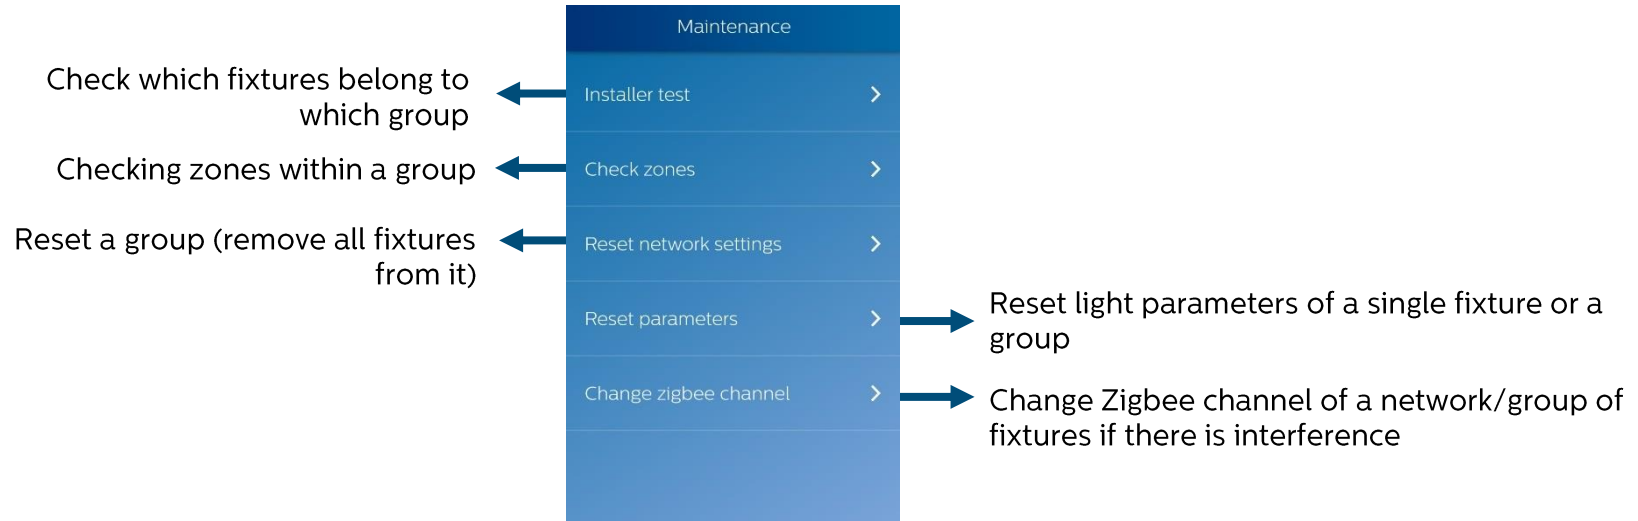 Maintenance
Check which fixtures belong to
which group
Installer test
Checking zones within a group
Check zones
Reset a group (remove all fixtures
from it)
Reset network settings
Reset parameters
Reset light parameters of a single fixture or a
group
Change zigbee channel
Change Zigbee channel of a network/group of
fixtures if there is interference